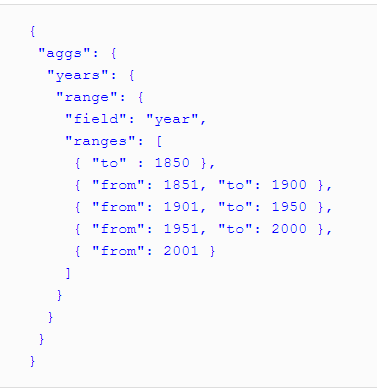 {
 "aggs": {
  "years": {
   "range": {
    "field": "year",
    "ranges": [
     { "to" : 1850 },
     { "from": 1851, "to": 1900 },
     { "from": 1901, "to": 1950 },
     { "from": 1951, "to": 2000 },
     { "from": 2001 }
    ]
   }
  }
 }
}